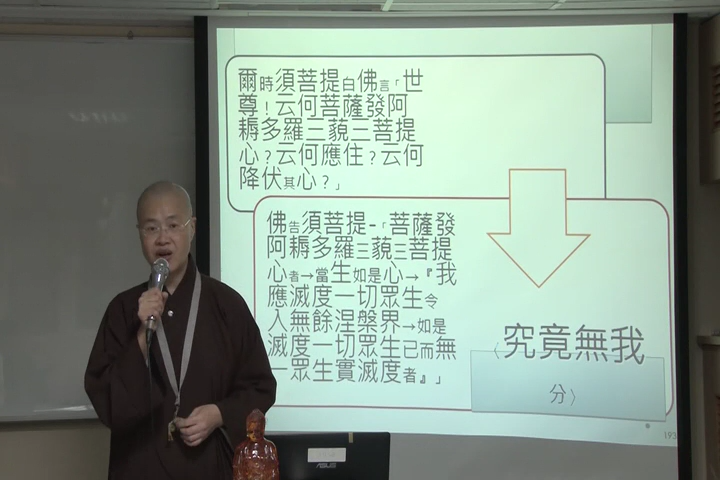 爾時須菩提白佛言「世
尊！云何菩薩發阿
耨多羅三藐三菩提
心？云何應住？云何
降伏其心？」
佛告須菩提-「菩薩發
阿耨多羅三藐三菩提
心者→當生如是心→『我
應滅度一切眾生令
入無餘涅槃界→如是
滅度一切眾生已而無
一眾生實滅度者』」
〈究竟無我
分〉
193
ASUS